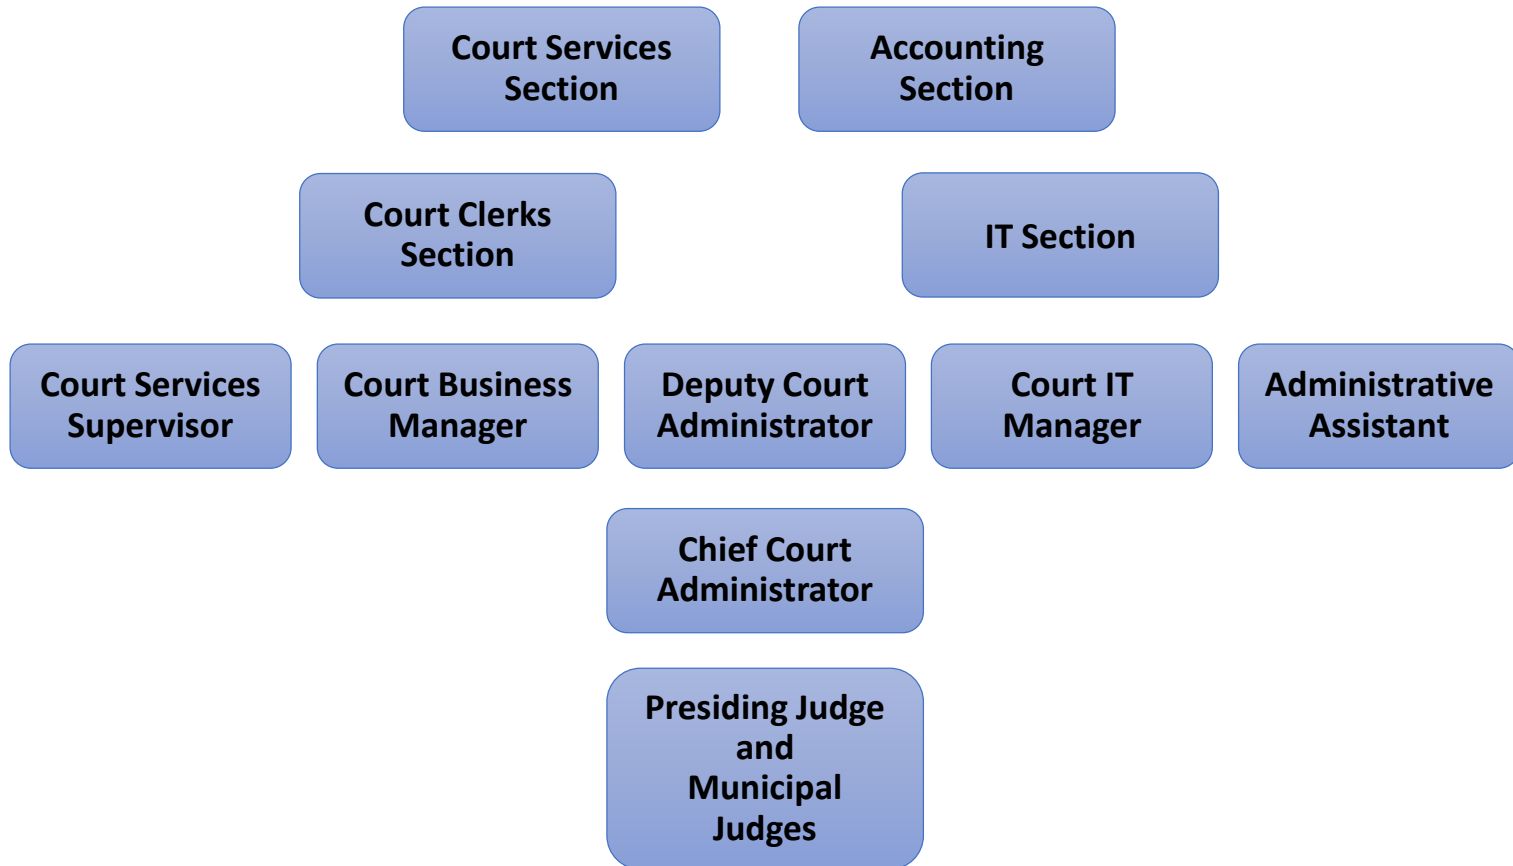 Court Services
Section
Accounting
Section
Court Clerks
Section
IT Section
Court Services
Supervisor
Court Business
Manager
Deputy Court
Administrator
Court IT
Manager
Administrative
Assistant
Chief Court
Administrator
Presiding Judge
and
Municipal
Judges